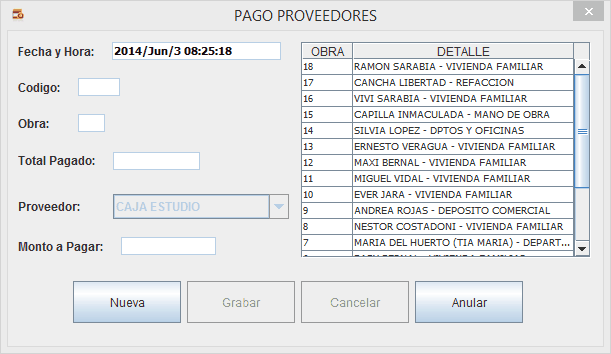 PAGO PROVEEDORES
Fecha y Hora: 2014/Jun/3 08:25:18
Codigo:
Obra:
Total Pagado:
Proveedor: CAJA ESTUDIO
Monto a Pagar:
OBRA DETALLE
18 RAMON SARABIA - VIVIENDA FAMILIAR
17 CANCHA LIBERTAD - REFACCION
16 VIVI SARABIA - VIVIENDA FAMILIAR
15 CAPILLA INMACULADA - MANO DE OBRA
14 SILVIA LOPEZ - DPTOS Y OFICINAS
13 ERNESTO VERAGUA - VIVIENDA FAMILIAR
12 MAXI BERNAL - VIVIENDA FAMILIAR
11 MIGUEL VIDAL - VIVIENDA FAMILIAR
10 EVER JARA - VIVIENDA FAMILIAR
9 ANDREA ROJAS - DEPOSITO COMERCIAL
8 NESTOR COSTADONI - VIVIENDA FAMILIAR
7 MARIA DEL HUERTO (TIA MARIA) - DEPART...
Nueva Grabar Cancelar Anular